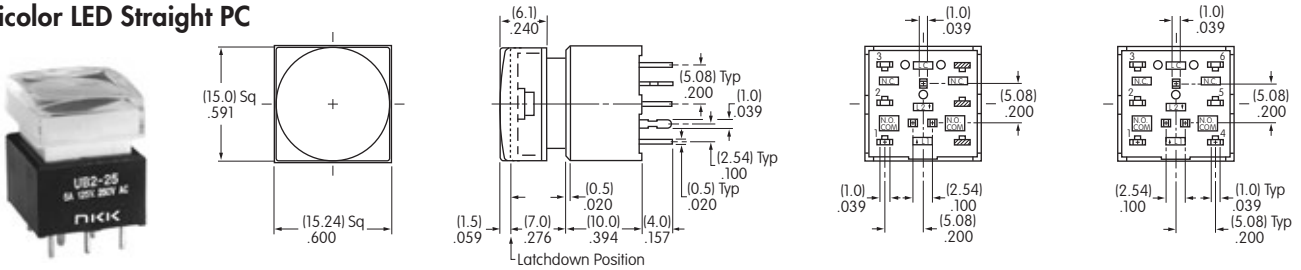 icolor LED Straight PC
UB2-25
5A 125V 250V AC
NKK
(15.0) Sq
.591
(15.24) Sq
.600
(6.1)
.240
(5.08) Typ
.200
(1.0)
.039
(2.54) Typ
.100
(0.5)
.020
(0.5) Typ
.020
(1.5)
.059
(7.0)
.276
(10.0)
.394
(4.0)
.157
Latchdown Position
(1.0)
.039
3
N.C.
N.C.
2
N.O.
COM
N.O.
COM
1
(5.08)
.200
(1.0)
.039
(2.54)
.100
(5.08)
.200
(1.0)
.039
3
6
N.C.
N.C.
2
5
N.O.
COM
N.O.
COM
1
4
(5.08)
.200
(2.54)
.100
(1.0) Typ
.039
(5.08) Typ
.200